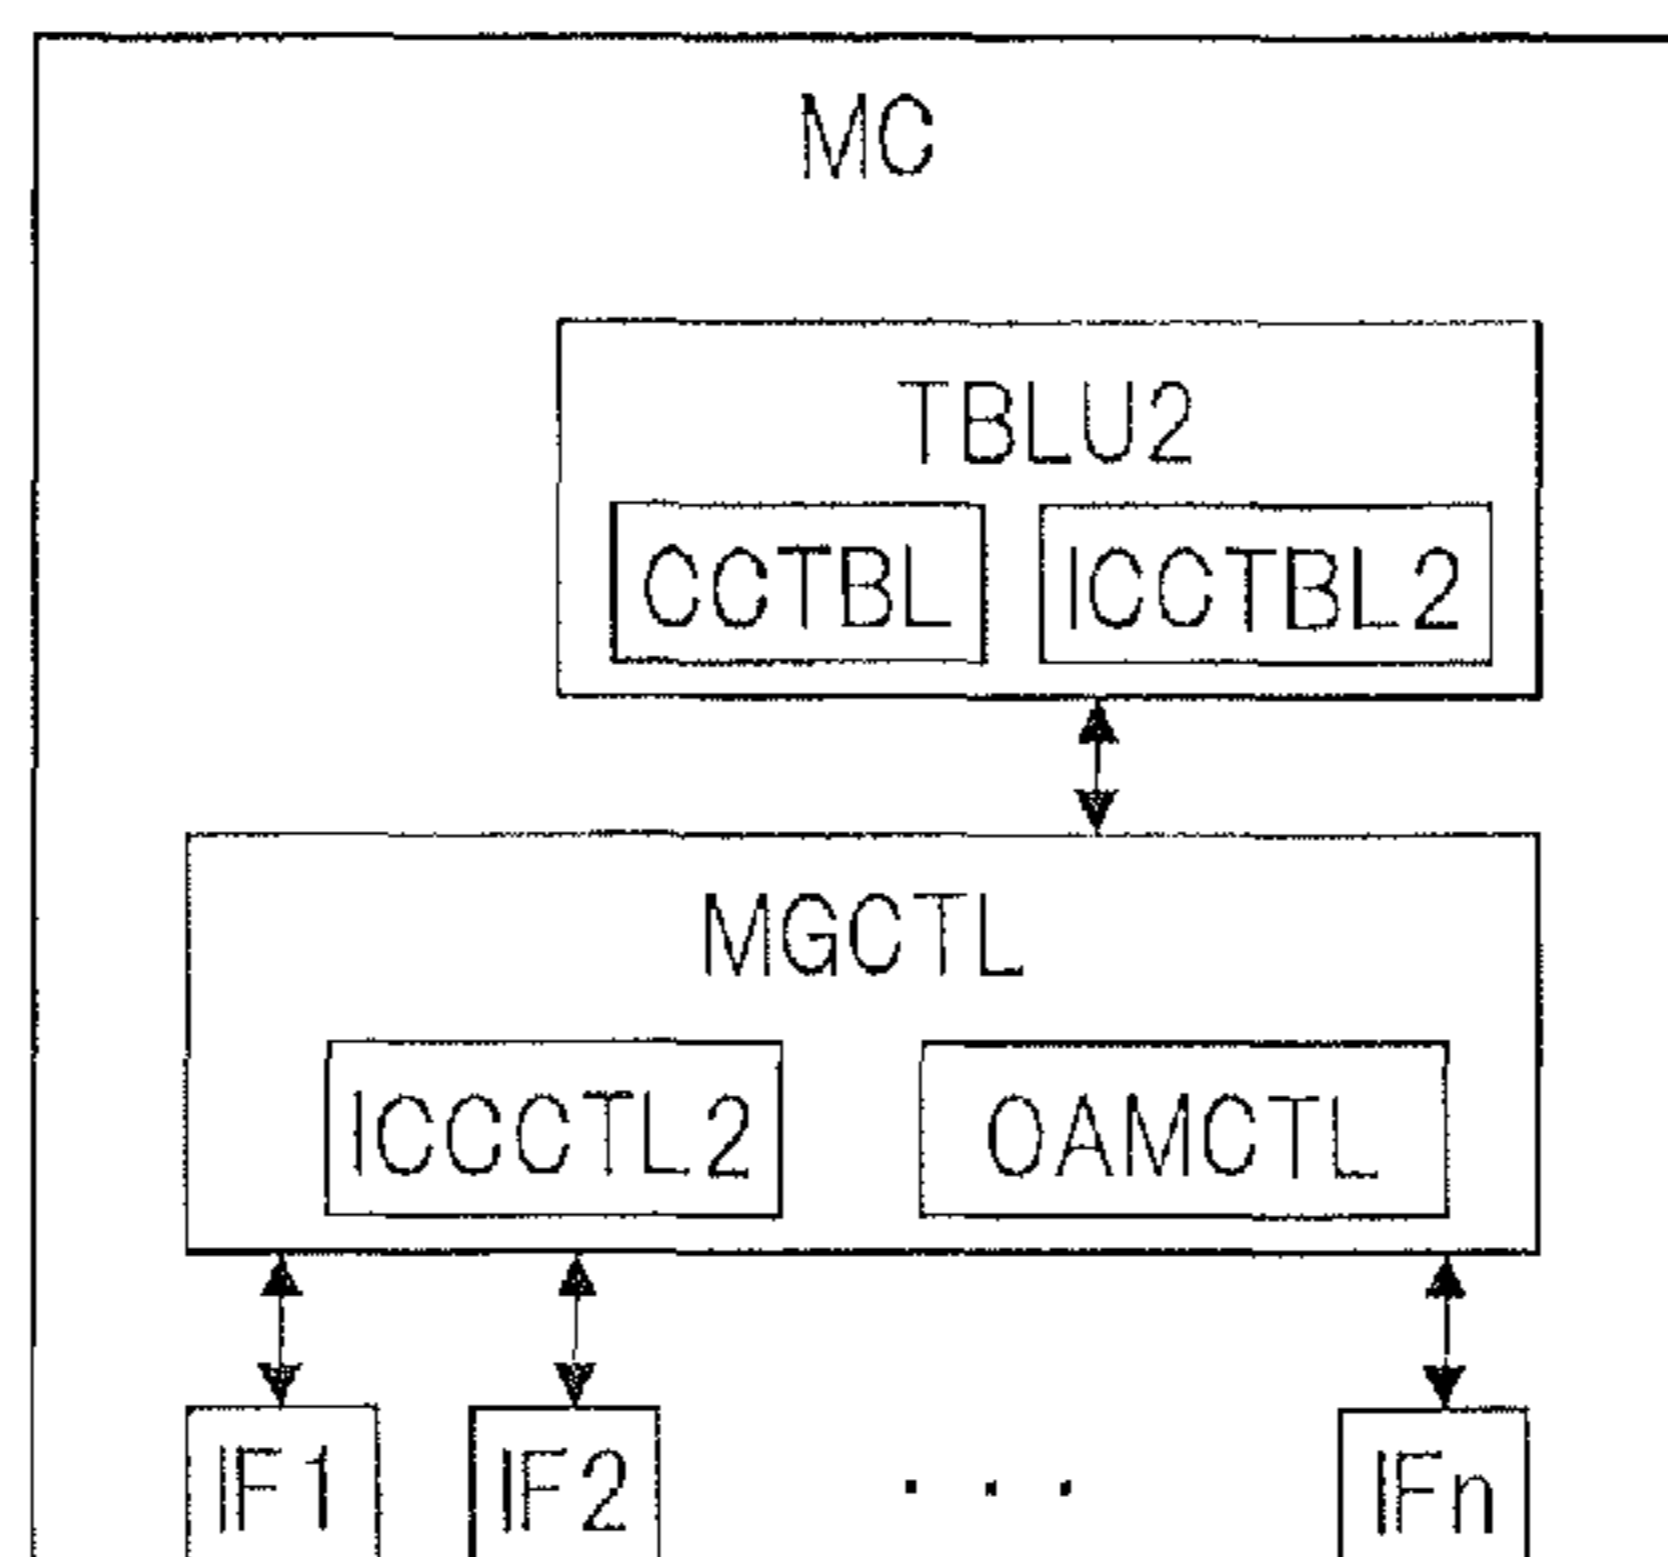 MC
TBLU2
CCTBL ICCTBL2
MGCTL
ICCCTL2 OAMCTL
IF1 IF2 ... IFn